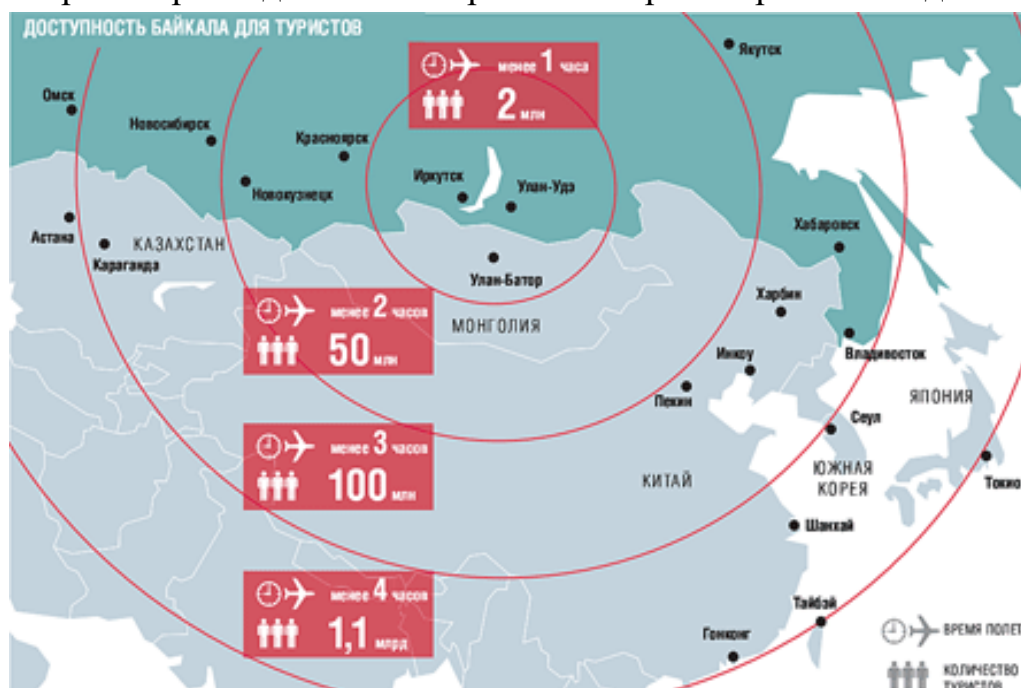 ДОСТУПНОСТЬ БАЙКАЛА ДЛЯ ТУРИСТОВ
менее 1 часа
2 млн
Якутск
Омск
Новосибирск
Красноярск
Новокузнецк
Иркутск
Улан-Удэ
Астана
КАЗАХСТАН
Караганда
Хабаровск
Улан-Батор
Харбин
менее 2 часов
50 млн
МОНГОЛИЯ
Инкоу
Владивосток
Пекин
ЯПОНИЯ
Сеул
менее 3 часов
100 млн
КИТАЙ
ЮЖНАЯ
КОРЕЯ
Токио
Шанхай
менее 4 часов
1,1 млрд
Тайбэй
Гонконг
ВРЕМЯ ПОЛЕТ
КОЛИЧЕСТВО
ТУРИСТОВ